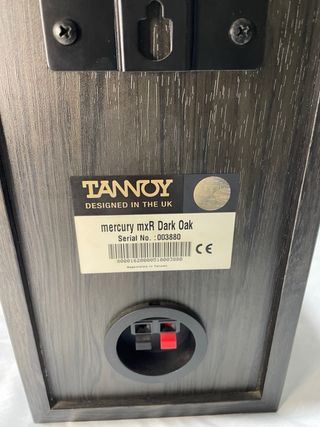 TANNOY
DESIGNED IN THE UK
mercury mxR Dark Oak
Serial No. :003880
CE